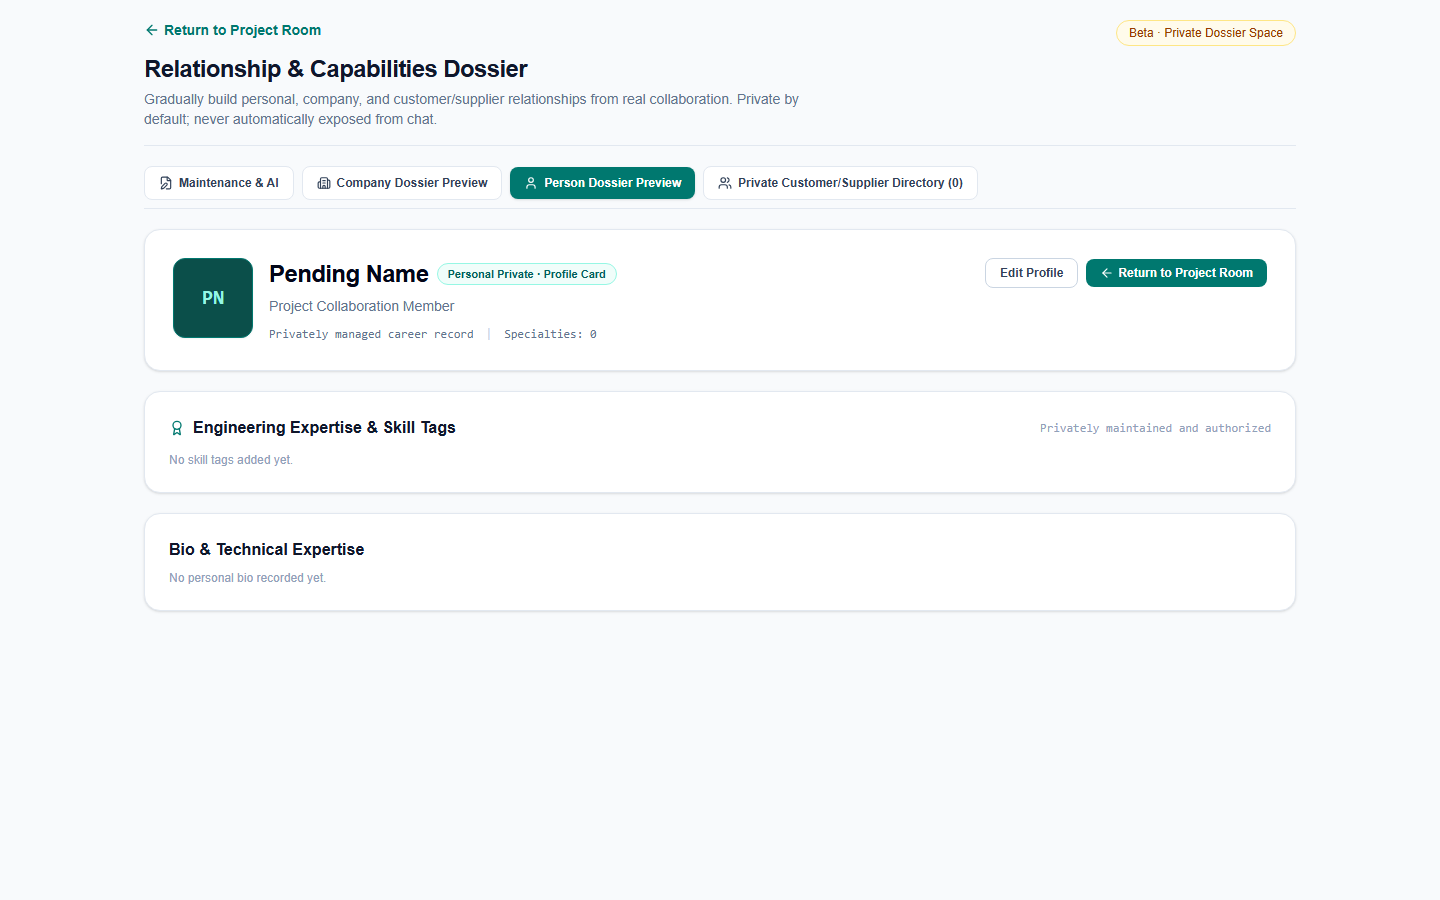 Return to Project Room
Beta · Private Dossier Space
Relationship & Capabilities Dossier
Gradually build personal, company, and customer/supplier relationships from real collaboration. Private by
default; never automatically exposed from chat.
Maintenance & AI
Company Dossier Preview
Person Dossier Preview
Private Customer/Supplier Directory (0)
PN
Pending Name
Personal Private · Profile Card
Edit Profile
Return to Project Room
Project Collaboration Member
Privately managed career record | Specialties: 0
Engineering Expertise & Skill Tags
Privately maintained and authorized
No skill tags added yet.
Bio & Technical Expertise
No personal bio recorded yet.